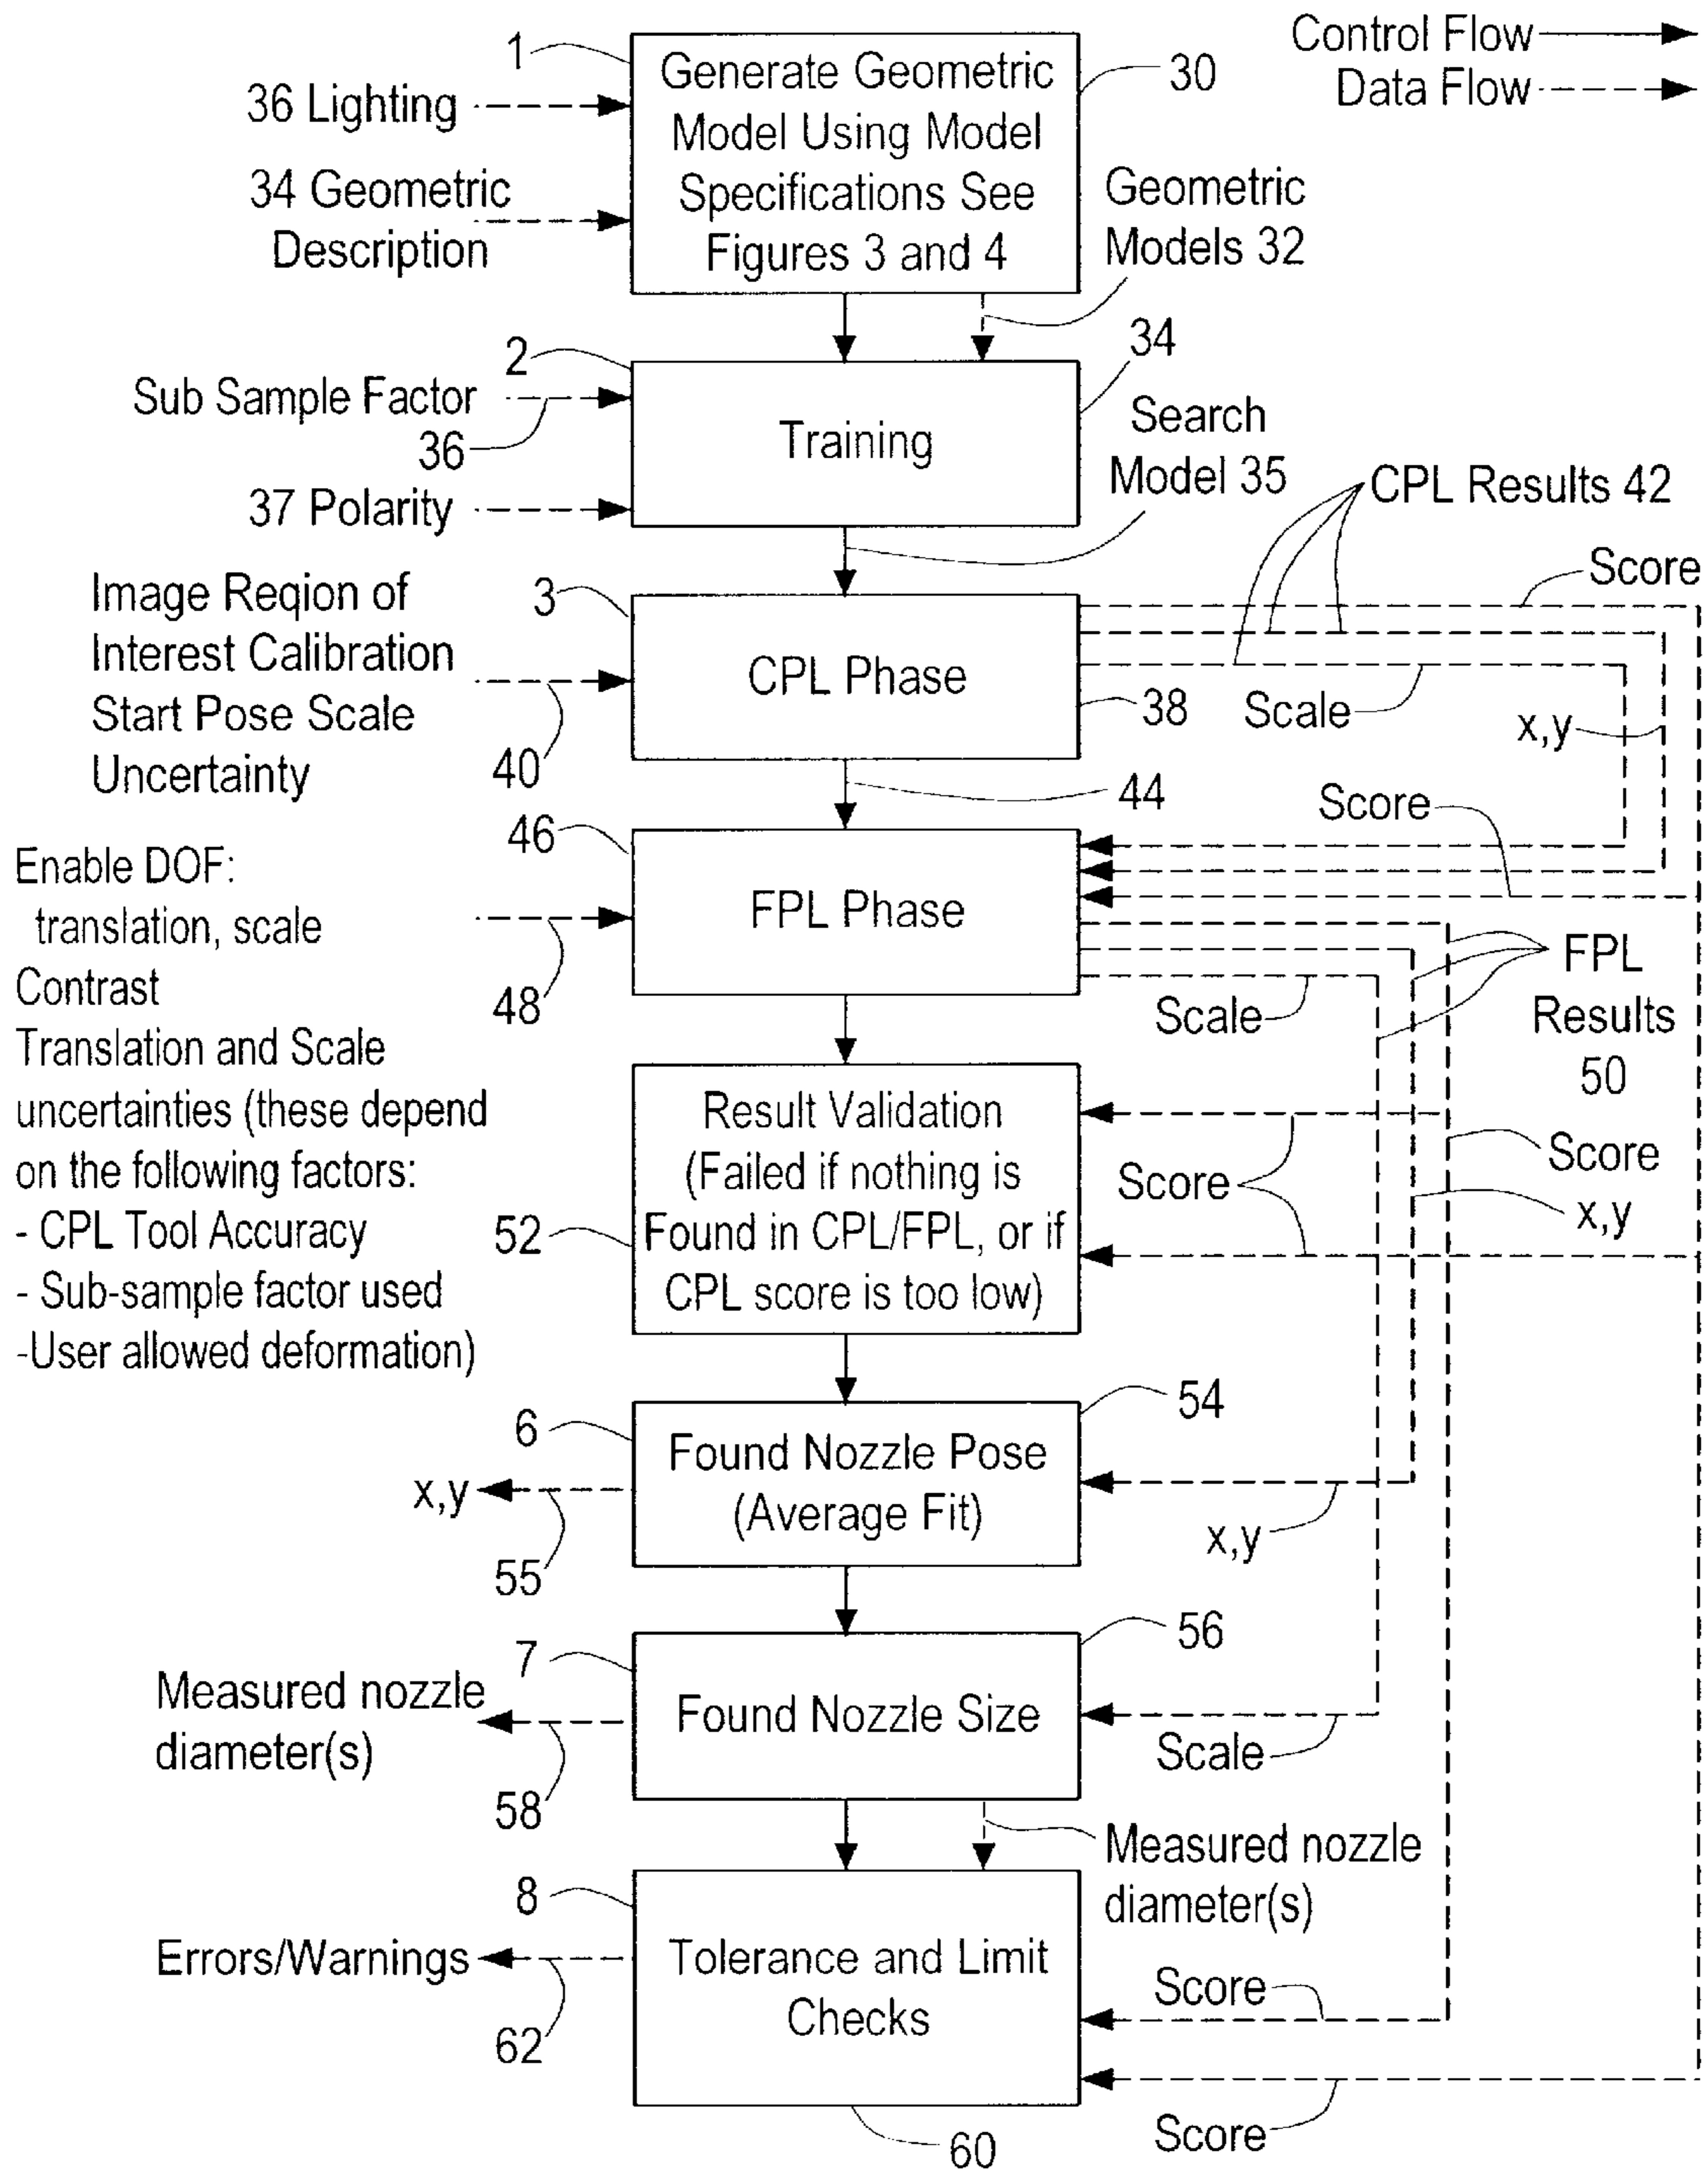 Control Flow
Data Flow
1
Generate Geometric
Model Using Model
Specifications See
Figures 3 and 4
30
36 Lighting
34 Geometric
Description
Geometric
Models 32
2
Sub Sample Factor
36
37 Polarity
Training
34
Search
Model 35
CPL Results 42
Score
Image Reqion of
Interest Calibration
Start Pose Scale
Uncertainty
3
40
CPL Phase
38
Scale
x,y
44
Score
46
Enable DOF:
translation, scale
Contrast
Translation and Scale
uncertainties (these depend
on the following factors:
- CPL Tool Accuracy
- Sub-sample factor used
-User allowed deformation)
48
FPL Phase
Scale
FPL
Results
50
Result Validation
(Failed if nothing is
Found in CPL/FPL, or if
CPL score is too low)
52
Score
Score
x,y
6
54
Found Nozzle Pose
(Average Fit)
x,y
55
x,y
7
56
Measured nozzle
diameter(s)
58
Found Nozzle Size
Scale
Measured nozzle
diameter(s)
8
Errors/Warnings
62
Tolerance and Limit
Checks
Score
60
Score